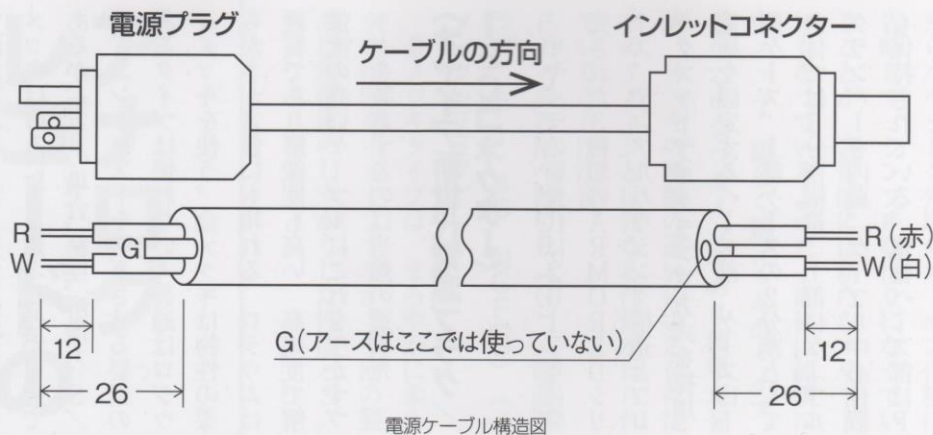 電源プラグ
インレットコネクター
ケーブルの方向
R
G
W
R(赤)
W(白)
G(アースはここでは使っていない)
12
26
12
26
電源ケーブル構造図